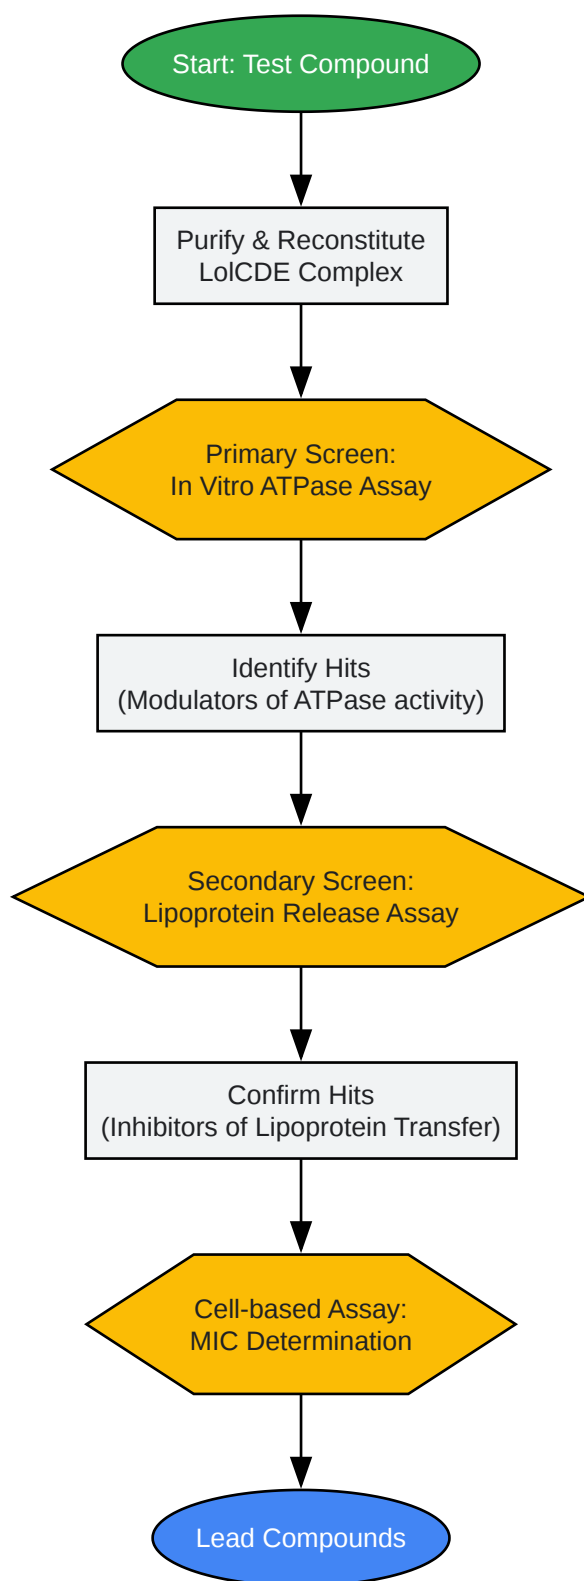 Start: Test Compound
Purify & Reconstitute
LolCDE Complex
Primary Screen:
In Vitro ATPase Assay
Identify Hits
(Modulators of ATPase activity)
Secondary Screen:
Lipoprotein Release Assay
Confirm Hits
(Inhibitors of Lipoprotein Transfer)
Cell-based Assay:
MIC Determination
Lead Compounds